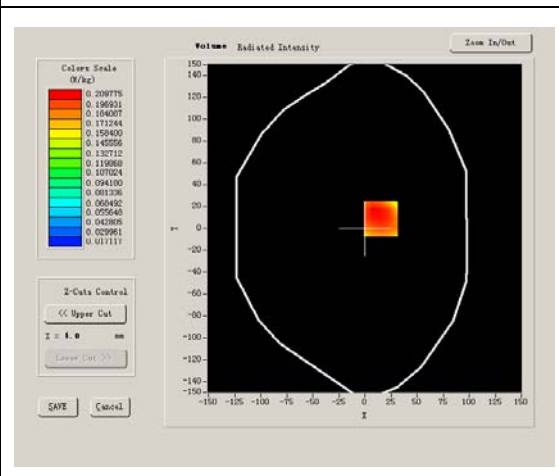 Volume Radiated Intensity
Zoom In/Out
Colors Scale
(W/kg)
0.209775
0.196931
0.184087
0.171244
0.158400
0.145556
0.132712
0.119868
0.107024
0.094180
0.081336
0.068492
0.055648
0.042805
0.029961
0.017117
Z-Cuts Control
<< Upper Cut
Z = 4.0 mm
Lower Cut >>
SAVE
Cancel
150
140
120
100
80
60
40
20
0
-20
-40
-60
-80
-100
-120
-140
-150
Y
-150 -125 -100 -75 -50 -25 0 25 50 75 100 125 150
X